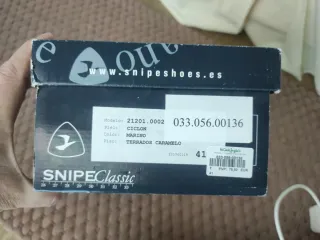 e out
www.snipeshoes.es
Modelo: 21201.0002
Piel: CICLON
Color: MARINO
Piso: TERRADOS CARAMELO
033.056.00136
41
SNIPE Classic